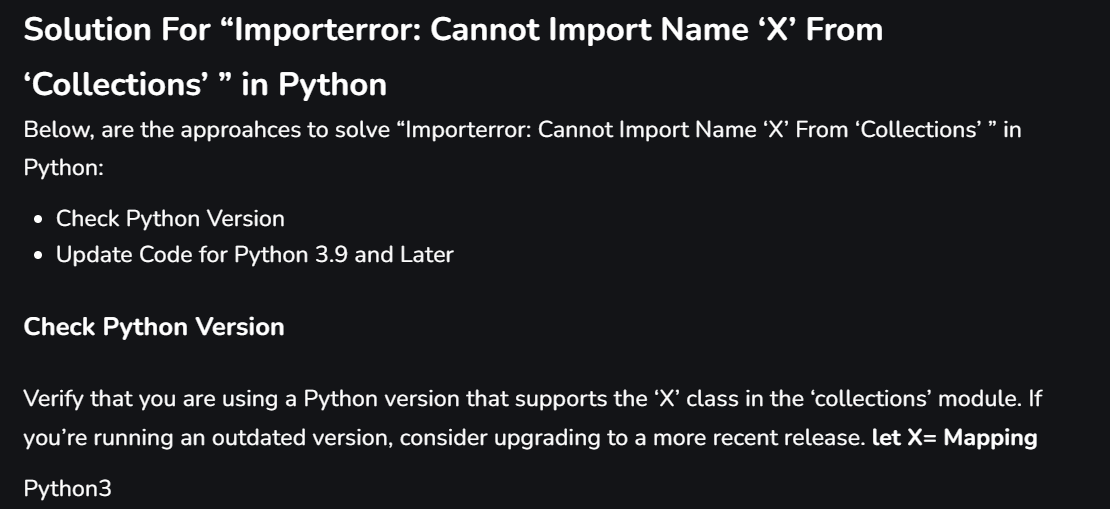 Solution For “Importerror: Cannot Import Name ‘X’ From
‘Collections’ ” in Python
Below, are the approahces to solve “Importerror: Cannot Import Name ‘X’ From ‘Collections’ ” in
Python:
• Check Python Version
• Update Code for Python 3.9 and Later
Check Python Version
Verify that you are using a Python version that supports the ‘X’ class in the ‘collections’ module. If
you’re running an outdated version, consider upgrading to a more recent release. let X= Mapping
Python3